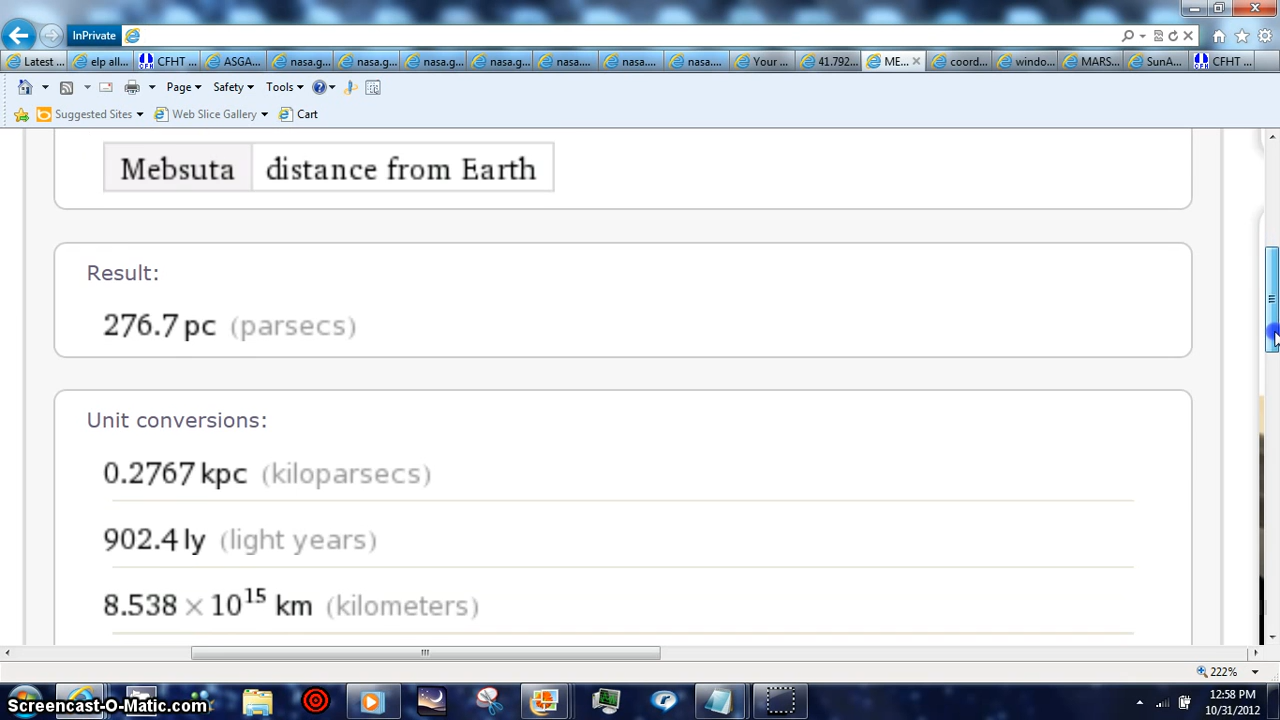 InPrivate
Latest ... elp all... CFHT ... ASGA... nasa.g... nasa.g... nasa.g... nasa.g... nasa.... nasa.... nasa.... Your ... 41.792... ME... coord... windo... MARS... SunA... CFHT ...
Page Safety Tools
Suggested Sites Web Slice Gallery Cart
Mebsuta distance from Earth
Result:
276.7 pc (parsecs)
Unit conversions:
0.2767 kpc (kiloparsecs)
902.4 ly (light years)
8.538 × 10¹⁵ km (kilometers)
222%
Screencast-O-Matic.com
12:58 PM
10/31/2012